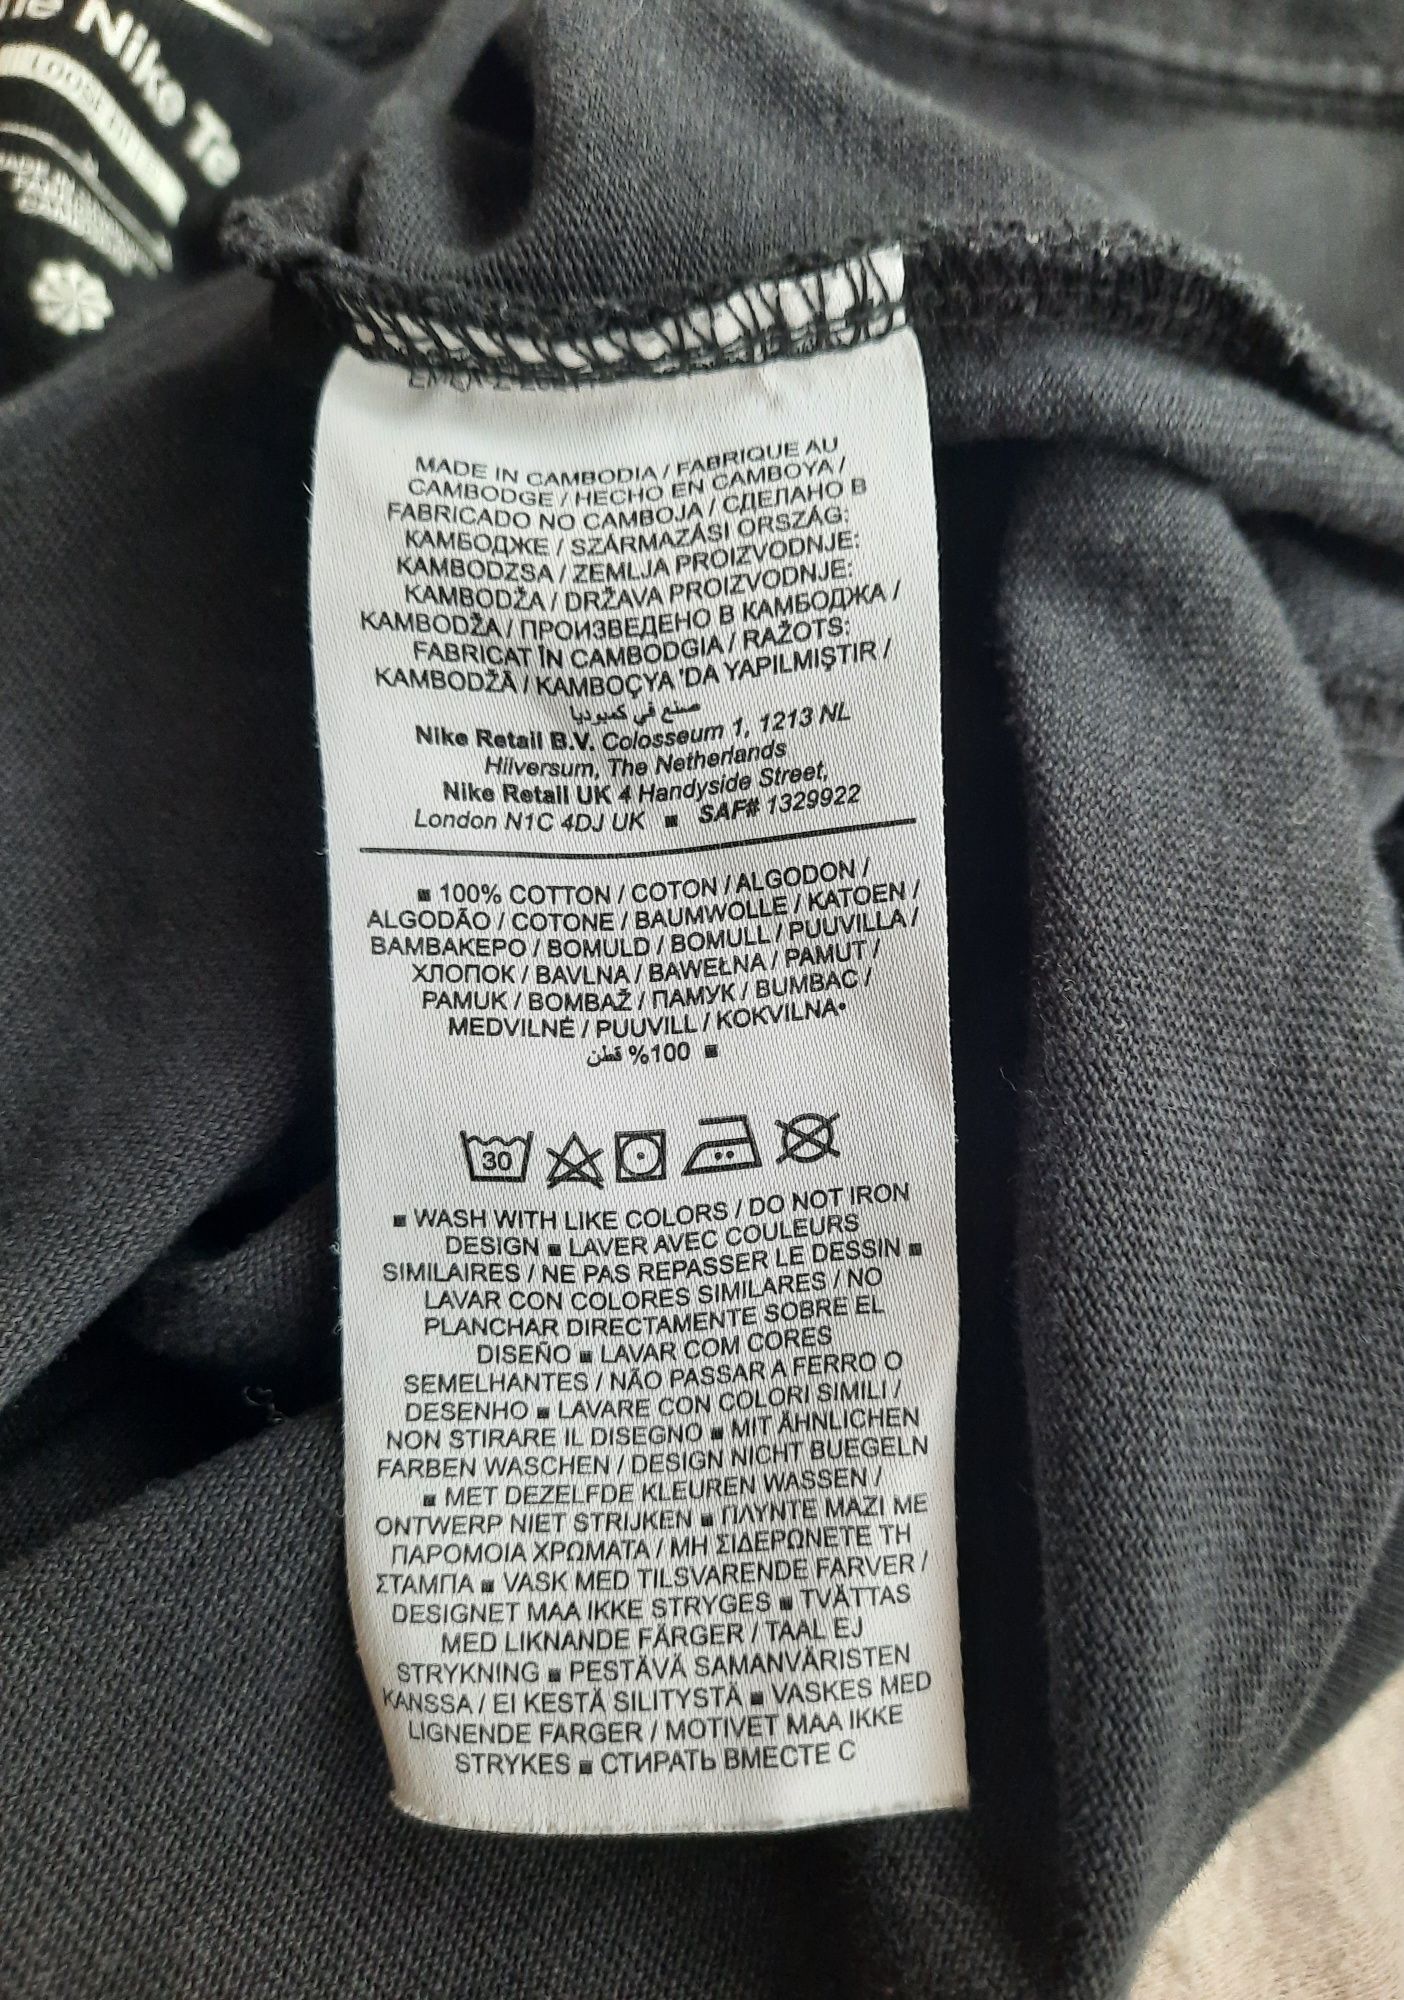 Nike Te
LOOSE
MADE IN CAMBODIA / FABRIQUE AU
CAMBODGE / HECHO EN CAMBOYA /
FABRICADO NO CAMBOJA / СДЕЛАНО В
КАМБОДЖЕ / SZÁRMAZÁSI ORSZÁG:
KAMBODZSA / ZEMLJA PROIZVODNJE:
KAMBODŽA / DRŽAVA PROIZVODNJE:
KAMBODŽA / ПРОИЗВЕДЕНО В КАМБОДЖА /
FABRICAT ÎN CAMBODGIA / RAŽOTS:
KAMBODŽĀ / KAMBOÇYA 'DA YAPILMIŞTIR /
صنع في كمبوديا
Nike Retail B.V. Colosseum 1, 1213 NL
Hilversum, The Netherlands
Nike Retail UK 4 Handyside Street,
London N1C 4DJ UK ■ SAF# 1329922
■ 100% COTTON / COTON / ALGODON /
ALGODÃO / COTONE / BAUMWOLLE / KATOEN /
ΒΑΜΒΑΚΕΡΟ / BOMULD / BOMULL / PUUVILLA /
ХЛОПОК / BAVLNA / BAWEŁNA / PAMUT /
PAMUK / BOMBAŽ / ПАМУК / BUMBAC /
MEDVILNĖ / PUUVILL / KOKVILNA•
■ 100% قطن
30
■ WASH WITH LIKE COLORS / DO NOT IRON
DESIGN ■ LAVER AVEC COULEURS
SIMILAIRES / NE PAS REPASSER LE DESSIN ■
LAVAR CON COLORES SIMILARES / NO
PLANCHAR DIRECTAMENTE SOBRE EL
DISEÑO ■ LAVAR COM CORES
SEMELHANTES / NÃO PASSAR A FERRO O
DESENHO ■ LAVARE CON COLORI SIMILI /
NON STIRARE IL DISEGNO ■ MIT ÄHNLICHEN
FARBEN WASCHEN / DESIGN NICHT BUEGELN
■ MET DEZELFDE KLEUREN WASSEN /
ONTWERP NIET STRIJKEN ■ ΠΛΥΝΤΕ ΜΑΖΙ ΜΕ
ΠΑΡΟΜΟΙΑ ΧΡΩΜΑΤΑ / ΜΗ ΣΙΔΕΡΩΝΕΤΕ ΤΗ
ΣΤΑΜΠΑ ■ VASK MED TILSVARENDE FARVER /
DESIGNET MAA IKKE STRYGES ■ TVÄTTAS
MED LIKNANDE FÄRGER / TAAL EJ
STRYKNING ■ PESTÄVÄ SAMANVÄRISTEN
KANSSA / EI KESTÄ SILITYSTÄ ■ VASKES MED
LIGNENDE FARGER / MOTIVET MAA IKKE
STRYKES ■ СТИРАТЬ ВМЕСТЕ С